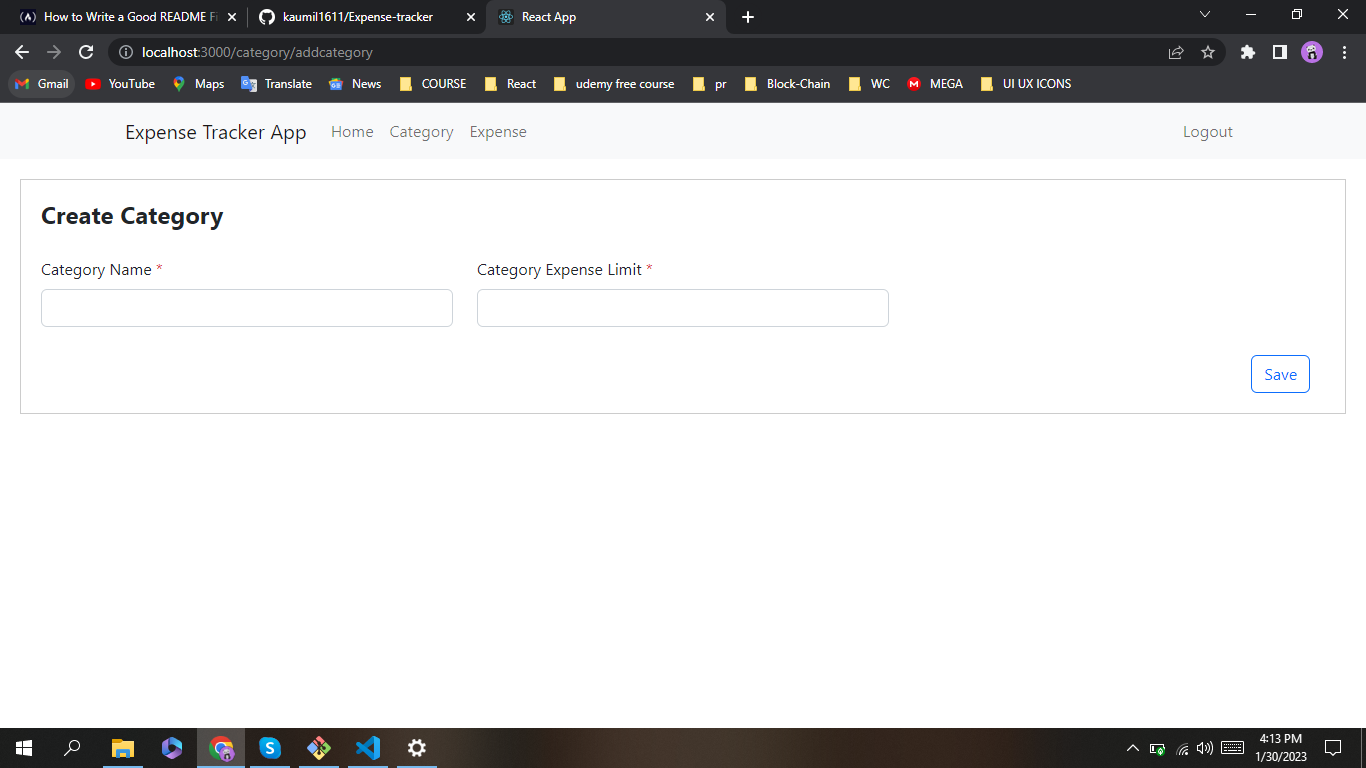 How to Write a Good README Fi
kaumil1611/Expense-tracker
React App
localhost:3000/category/addcategory
Gmail YouTube Maps Translate News COURSE React udemy free course pr Block-Chain WC MEGA UI UX ICONS
Expense Tracker App Home Category Expense Logout
Create Category
Category Name * Category Expense Limit *
Save
4:13 PM
1/30/2023